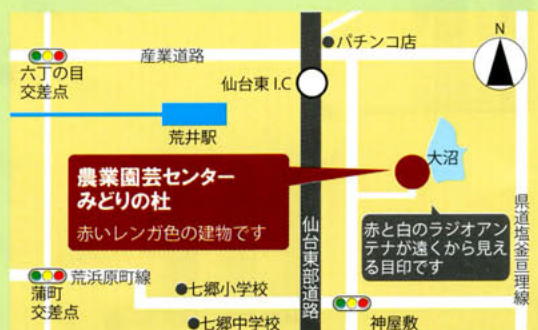 パチンコ店
N
産業道路
六丁の目
交差点
仙台東 I.C
荒井駅
大沼
農業園芸センター
みどりの杜
赤いレンガ色の建物です
赤と白のラジオアン
テナが遠くから見え
る目印です
県道塩釜亘理線
仙台東部道路
荒浜原町線
蒲町
交差点
七郷小学校
七郷中学校
神屋敷